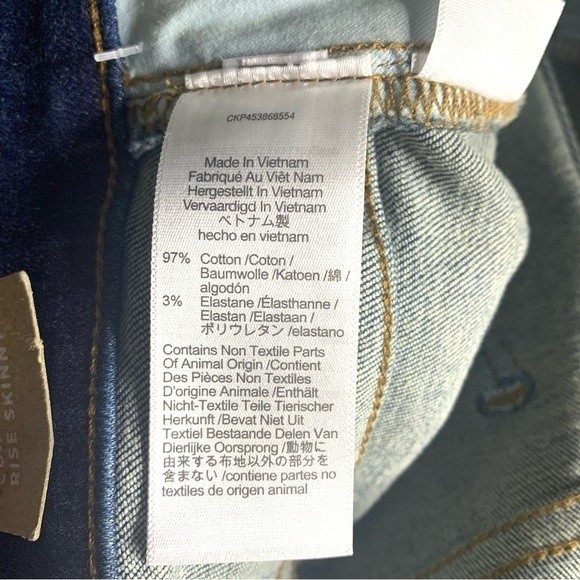 CKP453868554
Made In Vietnam
Fabriqué Au Viêt Nam
Hergestellt In Vietnam
Vervaardigd In Vietnam
ベトナム製
hecho en vietnam
97% Cotton /Coton /
Baumwolle /Katoen /綿 /
algodón
3% Elastane /Élasthanne /
Elastan /Elastaan /
ポリウレタン /elastano
Contains Non Textile Parts
Of Animal Origin /Contient
Des Pièces Non Textiles
D'origine Animale /Enthält
Nicht-Textile Teile Tierischer
Herkunft /Bevat Niet Uit
Textiel Bestaande Delen Van
Dierlijke Oorsprong /動物に
由来する布地以外の部分を
含まない /contiene partes no
textiles de origen animal
RISE SKINN